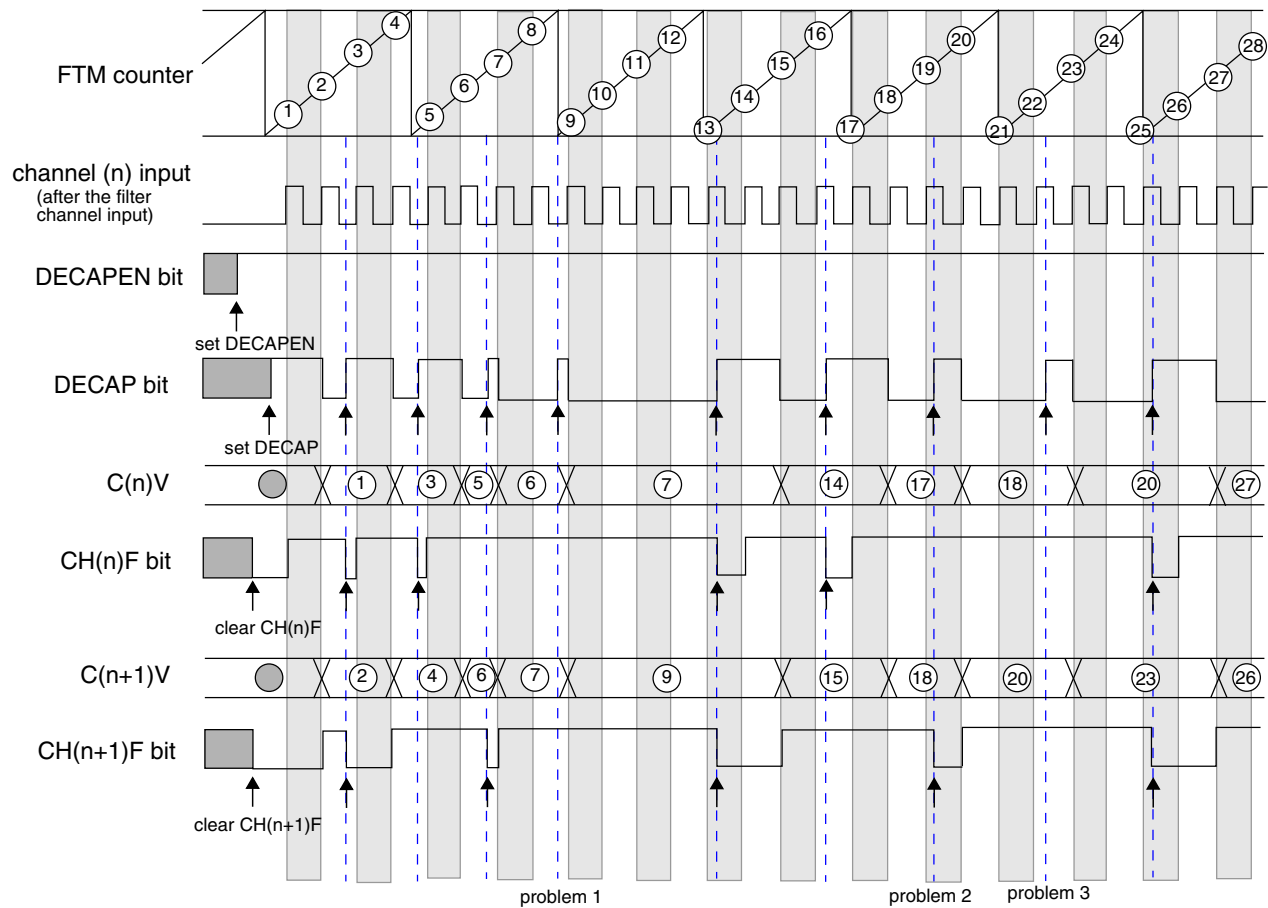 FTM counter
1 2 3 4 5 6 7 8 9 10 11 12 13 14 15 16 17 18 19 20 21 22 23 24 25 26 27 28
channel (n) input
(after the filter
channel input)
DECAPEN bit
set DECAPEN
DECAP bit
set DECAP
C(n)V
1 3 5 6 7 14 17 18 20 27
CH(n)F bit
clear CH(n)F
C(n+1)V
2 4 6 7 9 15 18 20 23 26
CH(n+1)F bit
clear CH(n+1)F
problem 1 problem 2 problem 3